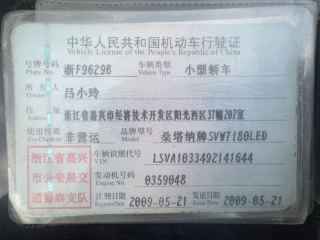 中华人民共和国机动车行驶证
Vehicle License of the People's Republic of China
号牌号码 浙F9629B 车辆类型 小型轿车
Plate No. Vehicle Type
所有人 吕小玲
Owner
住址 浙江省嘉兴市经济技术开发区阳光西区37幢207室
Address
使用性质 非营运 品牌型号 桑塔纳牌SVW7180LED
Use Character Model
浙江省嘉兴 车辆识别代号 LSVA1033492141644
VIN
市公安局交 发动机号码 0359048
Engine No.
通警察支队 注册日期 2009-05-21 发证日期 2009-05-21
Register Date Issue Date